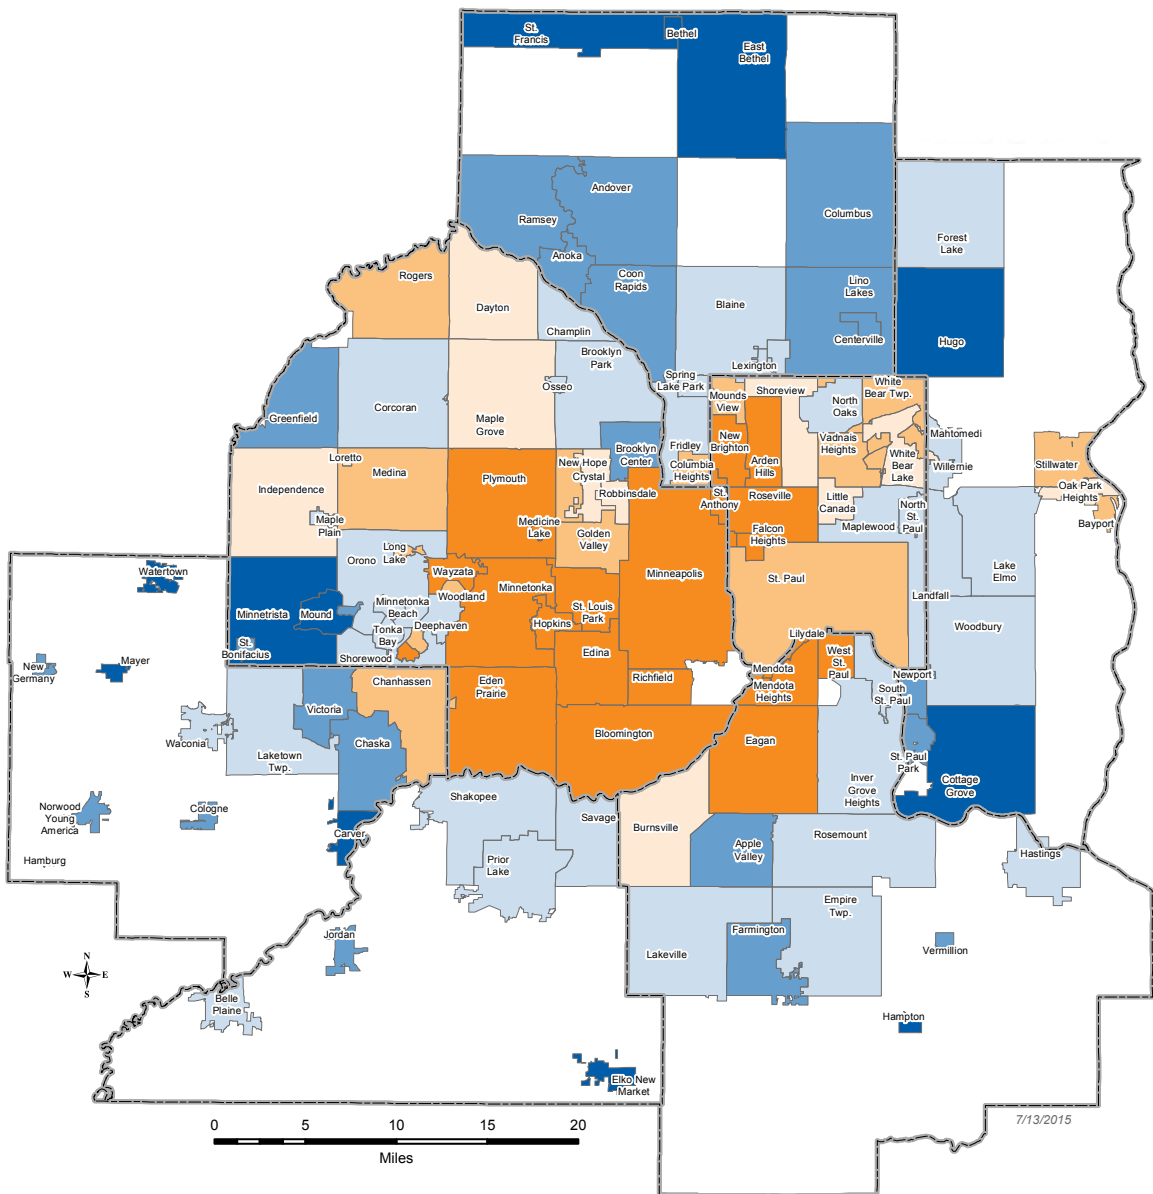 St.
Francis
Bethel
East
Bethel
Andover
Ramsey
Columbus
Anoka
Forest
Lake
Rogers
Coon
Rapids
Lino
Lakes
Dayton
Blaine
Champlin
Centerville
Hugo
Brooklyn
Park
Lexington
Osseo
Spring
Lake Park
Shoreview
White
Bear Twp.
Corcoran
Mounds
View
North
Oaks
Greenfield
Maple
Grove
Mahtomedi
New
Brighton
Vadnais
Heights
Fridley
Brooklyn
Center
Loretto
Medina
New Hope
Crystal
Columbia
Heights
Arden
Hills
White
Bear
Lake
Willernie
Stillwater
Plymouth
Independence
Robbinsdale
St.
Anthony
Roseville
Little
Canada
Oak Park
Heights
Maple
Plain
Medicine
Lake
Golden
Valley
Falcon
Heights
Maplewood
North
St.
Paul
Bayport
Long
Lake
Orono
Watertown
Wayzata
Minneapolis
St. Paul
Lake
Elmo
Minnetonka
Woodland
Landfall
Minnetrista
Mound
Minnetonka
Beach
St. Louis
Park
Hopkins
Deephaven
Tonka
Bay
Lilydale
Woodbury
St.
Bonifacius
Shorewood
Edina
West
St.
Paul
New
Germany
Mayer
Mendota
Mendota
Heights
Newport
Chanhassen
Eden
Prairie
Richfield
South
St. Paul
Victoria
Waconia
Chaska
Bloomington
Eagan
Laketown
Twp.
St. Paul
Park
Inver
Grove
Heights
Cottage
Grove
Norwood
Young
America
Cologne
Shakopee
Savage
Carver
Burnsville
Rosemount
Apple
Valley
Hamburg
Prior
Lake
Hastings
Empire
Twp.
Jordan
Farmington
Lakeville
Vermillion
N
W
E
S
Belle
Plaine
Hampton
Elko New
Market
7/13/2015
0
5
10
15
20
Miles